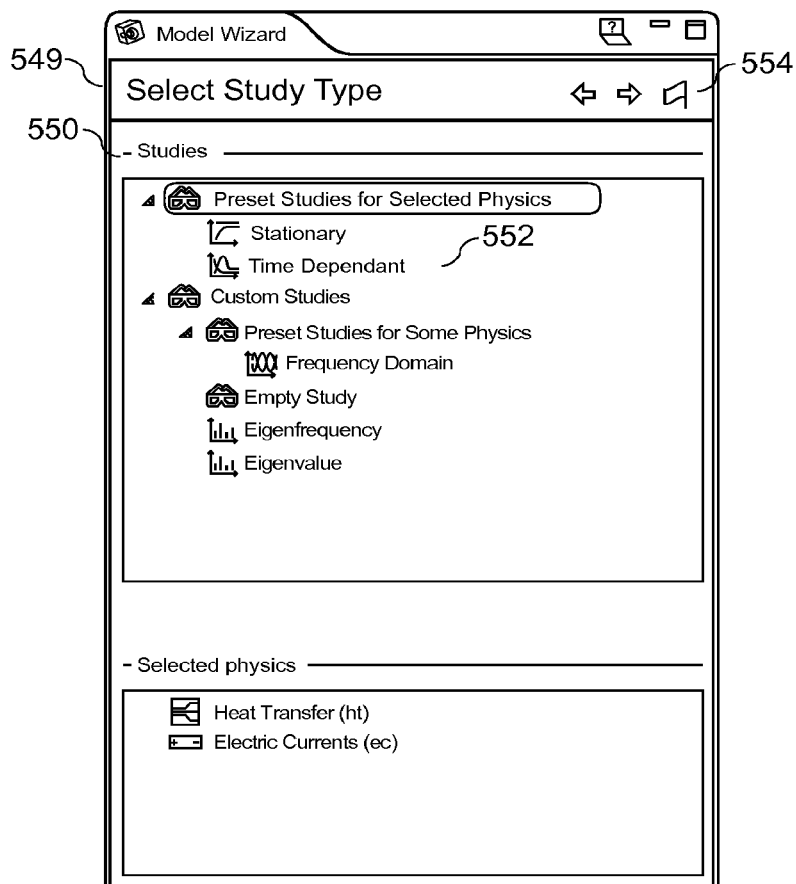 Model Wizard
?
549
Select Study Type
554
550
- Studies
Preset Studies for Selected Physics
Stationary
552
Time Dependant
Custom Studies
Preset Studies for Some Physics
Frequency Domain
Empty Study
Eigenfrequency
Eigenvalue
- Selected physics
Heat Transfer (ht)
+ - Electric Currents (ec)